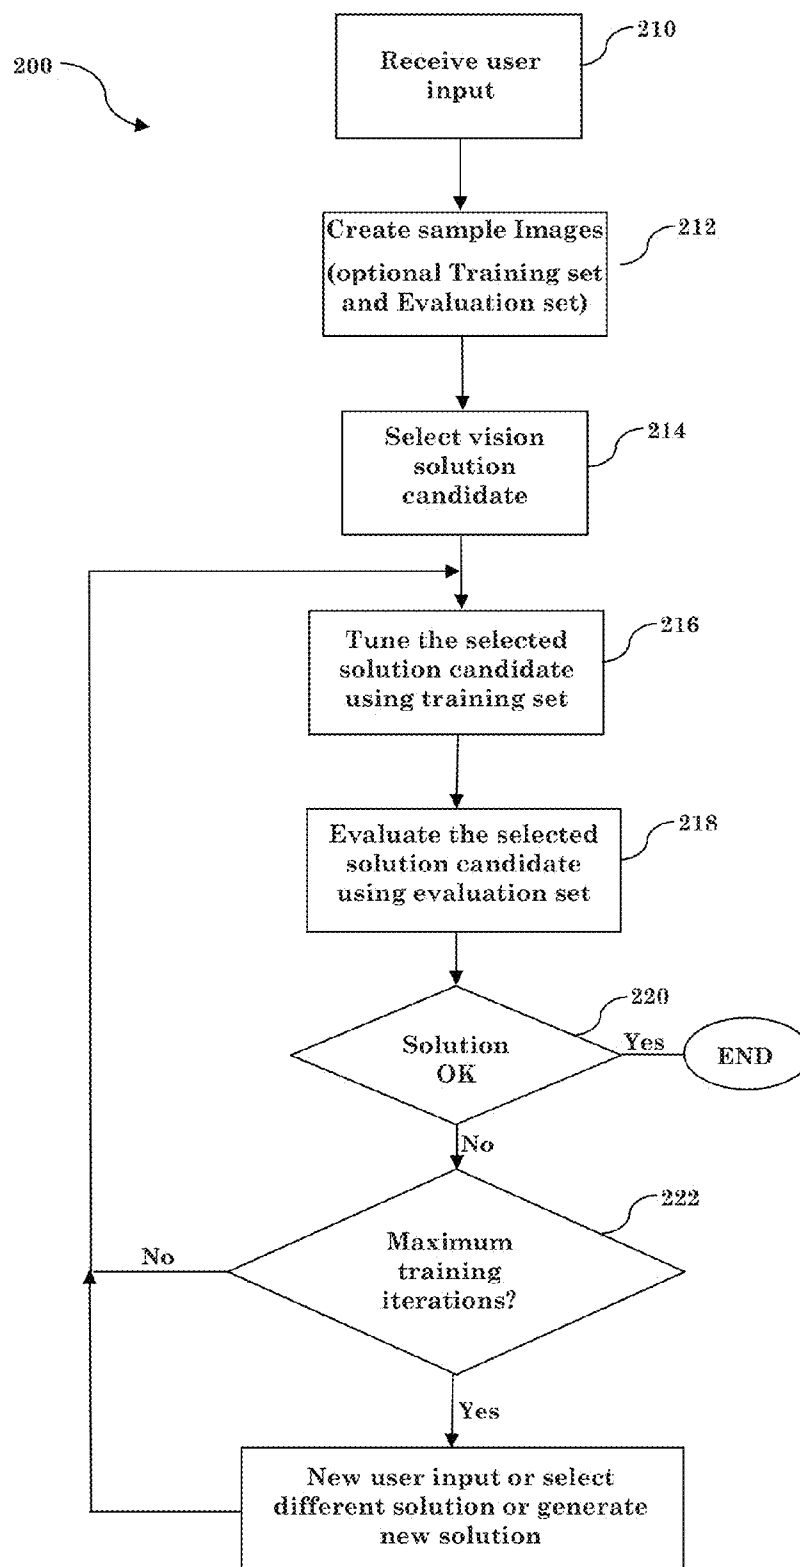 200
210
Receive user
input
212
Create sample Images
(optional Training set
and Evaluation set)
214
Select vision
solution
candidate
216
Tune the selected
solution candidate
using training set
218
Evaluate the selected
solution candidate
using evaluation set
220
Solution
OK
Yes
END
No
222
Maximum
training
iterations?
No
Yes
New user input or select
different solution or generate
new solution